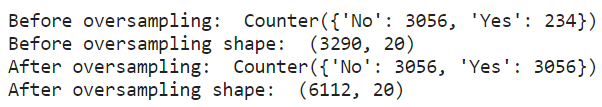 Before oversampling:  Counter({'No': 3056, 'Yes': 234})
Before oversampling shape:  (3290, 20)
After oversampling:  Counter({'No': 3056, 'Yes': 3056})
After oversampling shape:  (6112, 20)